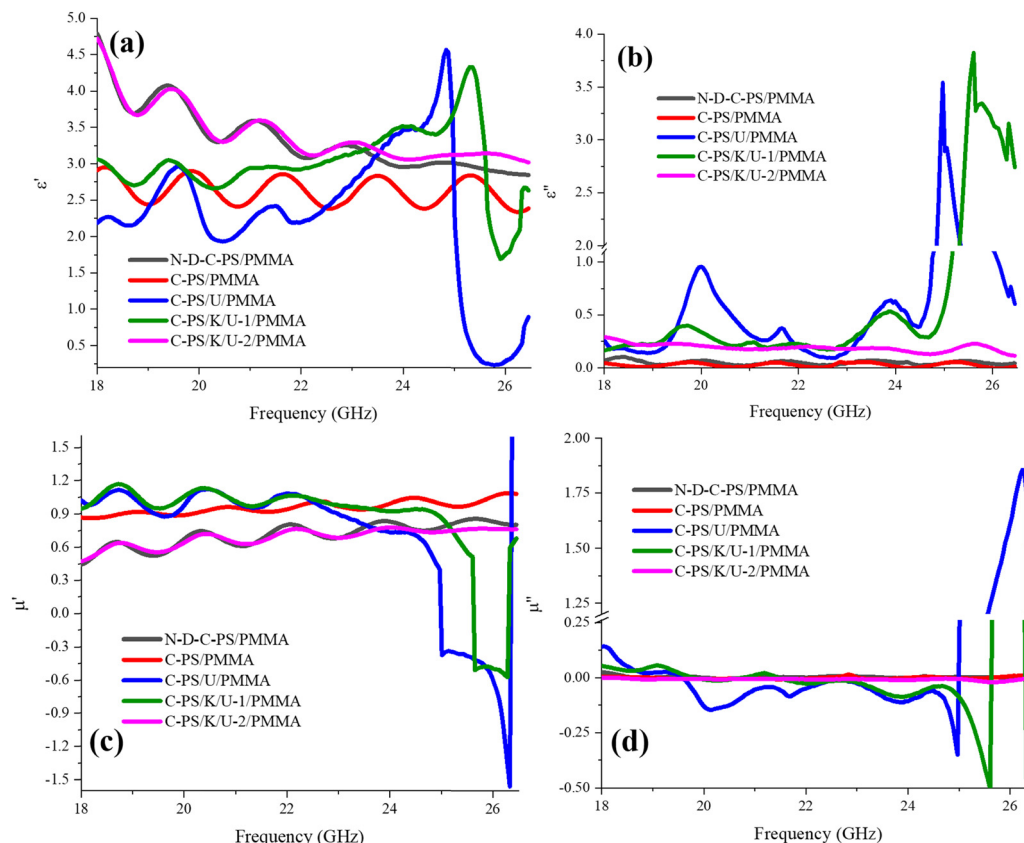 (a)
5.0
4.5
4.0
3.5
3.0
2.5
2.0
1.5
1.0
0.5
ε'
N-D-C-PS/PMMA
C-PS/PMMA
C-PS/U/PMMA
C-PS/K/U-1/PMMA
C-PS/K/U-2/PMMA
18 20 22 24 26
Frequency (GHz)
(b)
4.0
3.5
3.0
2.5
2.0
1.0
0.5
0.0
ε''
N-D-C-PS/PMMA
C-PS/PMMA
C-PS/U/PMMA
C-PS/K/U-1/PMMA
C-PS/K/U-2/PMMA
18 20 22 24 26
Frequency (GHz)
1.5
1.2
0.9
0.6
0.3
0.0
-0.3
-0.6
-0.9
-1.2
-1.5
μ'
N-D-C-PS/PMMA
C-PS/PMMA
C-PS/U/PMMA
C-PS/K/U-1/PMMA
C-PS/K/U-2/PMMA
(c)
18 20 22 24 26
Frequency (GHz)
2.00
1.75
1.50
1.25
0.25
0.00
-0.25
-0.50
μ''
N-D-C-PS/PMMA
C-PS/PMMA
C-PS/U/PMMA
C-PS/K/U-1/PMMA
C-PS/K/U-2/PMMA
(d)
18 20 22 24 26
Frequency (GHz)